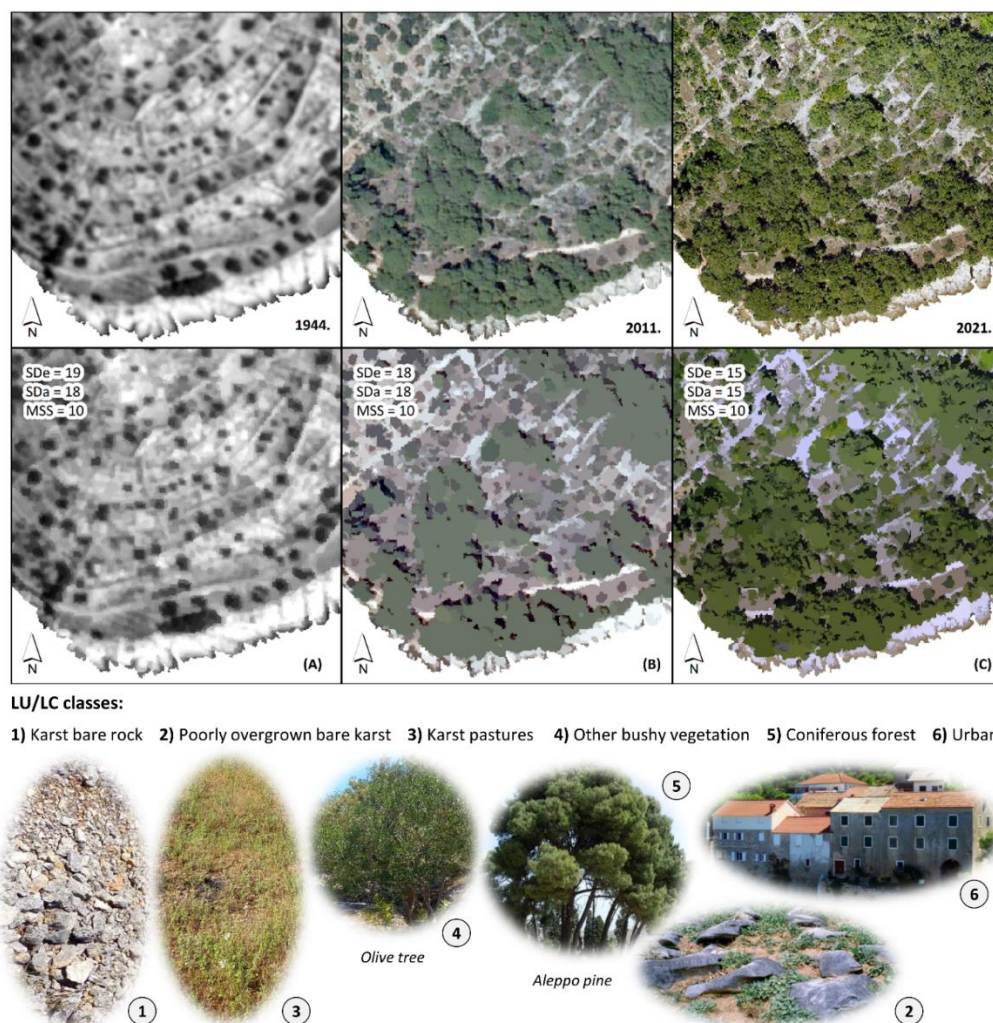 1944.
N
2011.
N
2021.
N
SDe = 19
SDa = 18
MSS = 10
(A)
N
SDe = 18
SDa = 18
MSS = 10
(B)
N
SDe = 15
SDa = 15
MSS = 10
(C)
N
LU/LC classes:
1) Karst bare rock 2) Poorly overgrown bare karst 3) Karst pastures 4) Other bushy vegetation 5) Coniferous forest 6) Urban
5
6
4
Olive tree
Aleppo pine
1
3
2